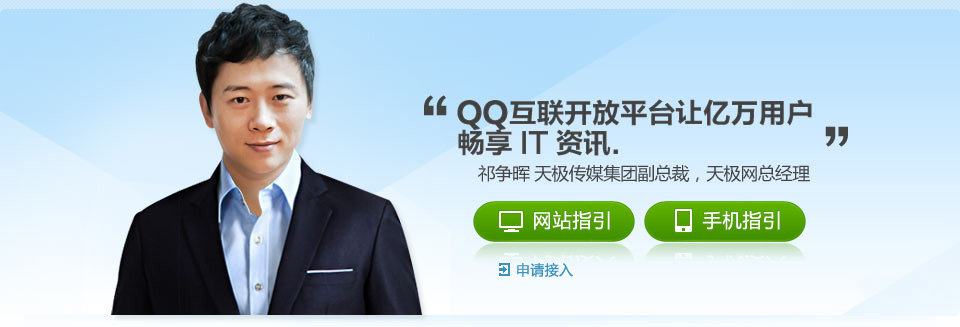 “QQ互联开放平台让亿万用户
畅享 IT 资讯.”
祁争晖 天极传媒集团副总裁，天极网总经理
网站指引 手机指引
申请接入